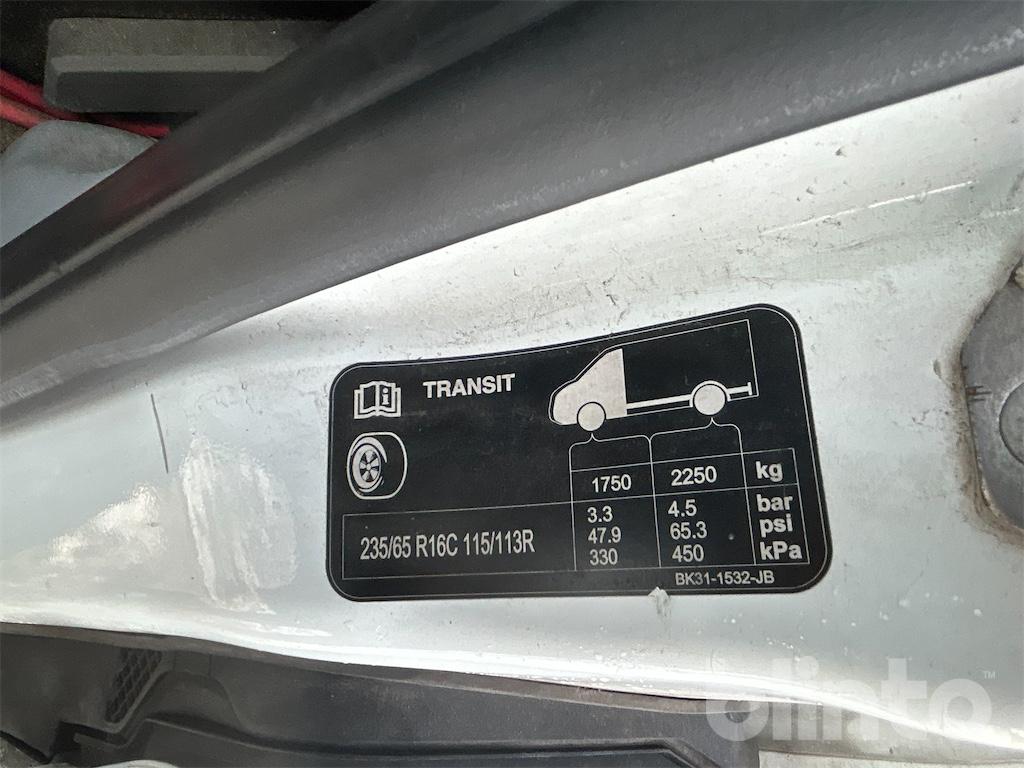 TRANSIT
1750 2250 kg
235/65 R16C 115/113R
3.3 4.5 bar
47.9 65.3 psi
330 450 kPa
BK31-1532-JB
olinto™